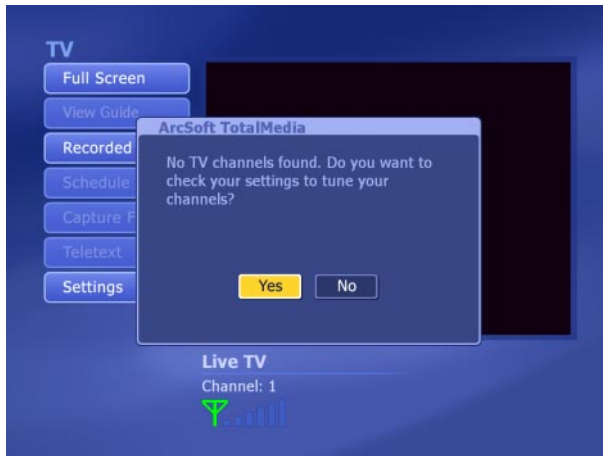 TV
Full Screen
View Guide
Recorded
Schedule
Capture F
Teletext
Settings
ArcSoft TotalMedia
No TV channels found. Do you want to
check your settings to tune your
channels?
Yes
No
Live TV
Channel: 1